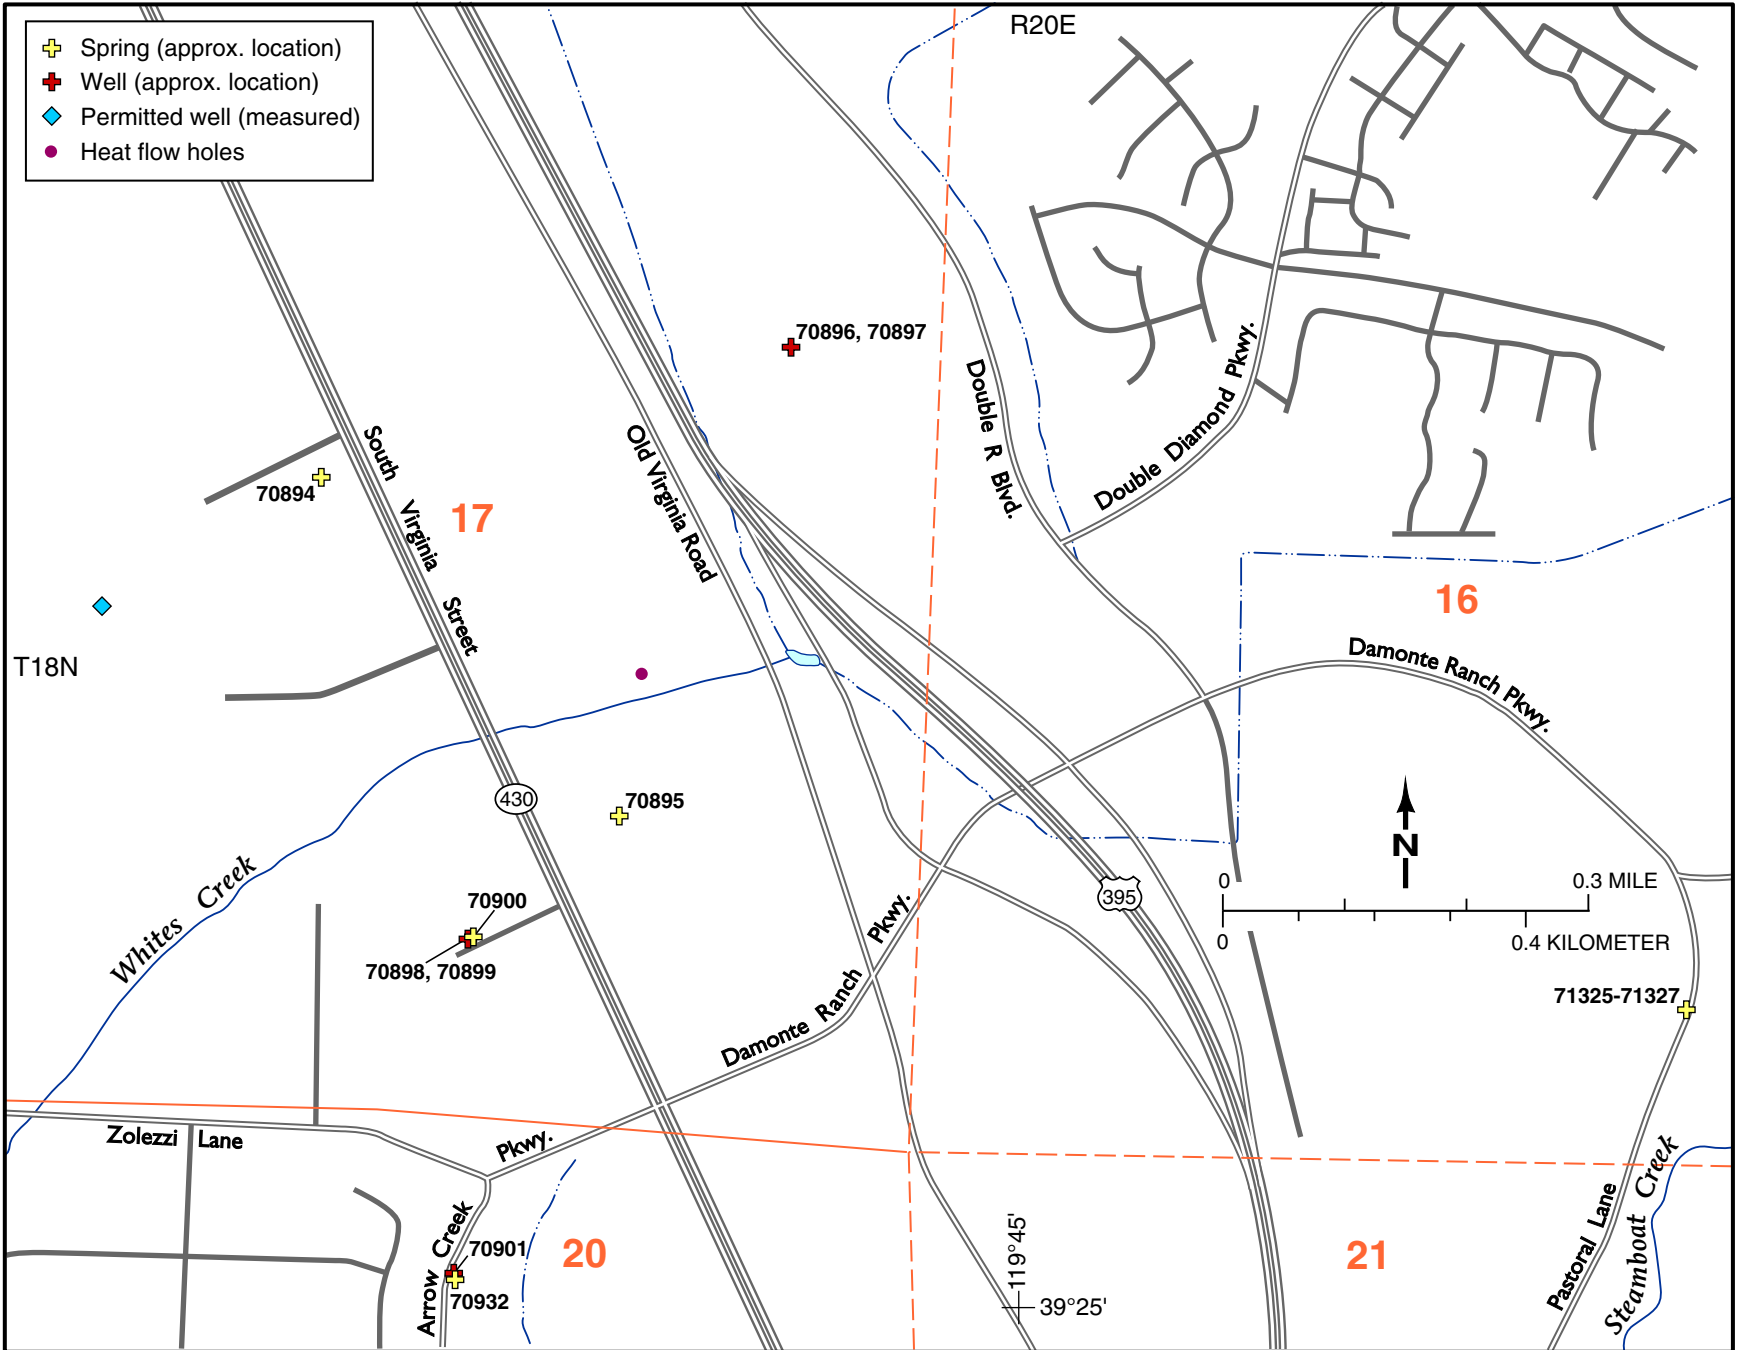 R20E
Spring (approx. location)
Well (approx. location)
Permitted well (measured)
Heat flow holes
70896, 70897
Double R Blvd.
Double Diamond Pkwy.
South Virginia Street
Old Virginia Road
70894
17
16
T18N
Damonte Ranch Pkwy.
430
70895
N
Whites Creek
395
0
0.3 MILE
0
0.4 KILOMETER
70900
70898, 70899
Damonte Ranch Pkwy.
71325-71327
Zolezzi Lane
Pkwy.
Arrow Creek
70901
70932
20
21
119°45'
39°25'
Pastoral Lane
Steamboat Creek